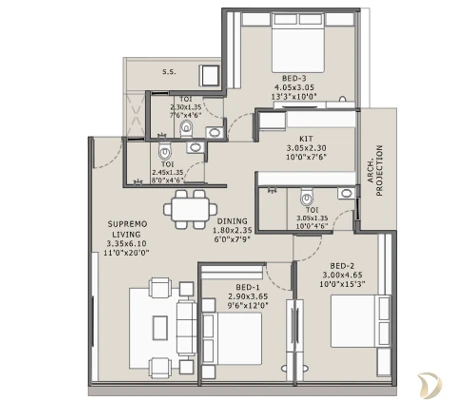 BED-3
4.05x3.05
13'3"x10'0"
S.S.
TOI
2.30x1.35
7'6"x4'6"
KIT
3.05x2.30
10'0"x7'6"
ARCH.
PROJECTION
TOI
2.45x1.35
8'0"x4'6"
TOI
3.05x1.35
10'0"x4'6"
SUPREMO
LIVING
3.35x6.10
11'0"x20'0"
DINING
1.80x2.35
6'0"x7'9"
BED-2
3.00x4.65
10'0"x15'3"
BED-1
2.90x3.65
9'6"x12'0"